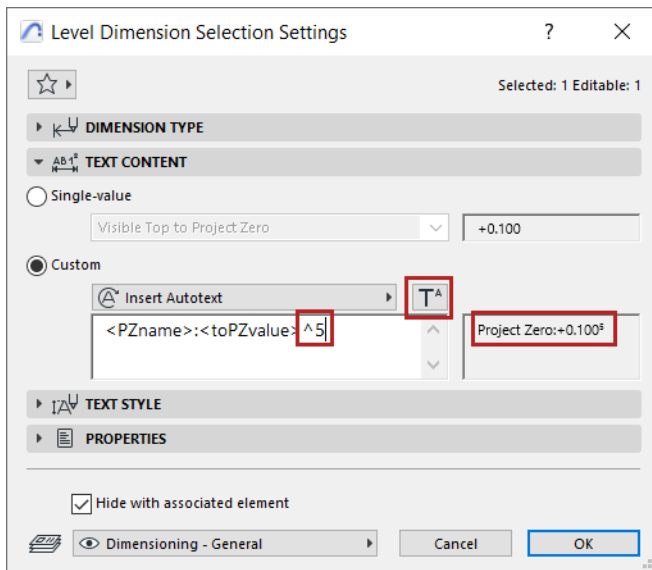 Level Dimension Selection Settings ?
Selected: 1 Editable: 1
DIMENSION TYPE
AB1² TEXT CONTENT
Single-value
Visible Top to Project Zero +0.100
Custom
Insert Autotext Tᴬ
<PZname>:<toPZvalue>^5 Project Zero:+0.100⁵
TEXT STYLE
PROPERTIES
Hide with associated element
Dimensioning - General Cancel OK